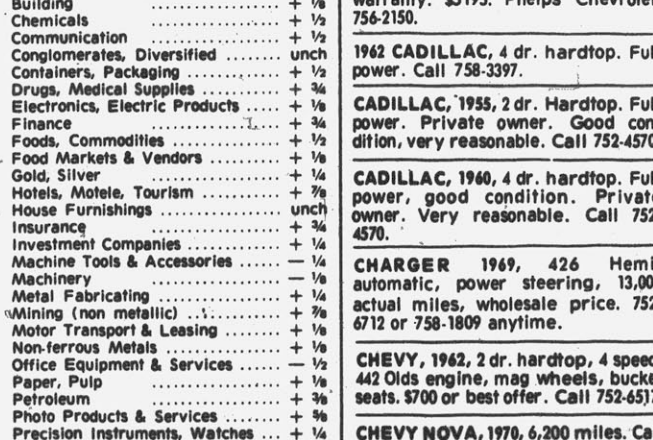 Building + ⅛
Chemicals ................... + ½
Communication ................ + ½
Conglomerates, Diversified ........ unch
Containers, Packaging ............ + ½
Drugs, Medical Supplies .......... + ¾
Electronics, Electric Products ..... + ⅛
Finance ................... + ¾
Foods, Commodities ............. + ½
Food Markets & Vendors ......... + ⅛
Gold, Silver ................... + ¼
Hotels, Motele, Tourism .......... + ⅞
House Furnishings ............... unch
Insurance ................... + ¾
Investment Companies ............ + ¼
Machine Tools & Accessories ..... — ¼
Machinery ................... — ⅛
Metal Fabricating ................ + ¼
Mining (non metallic) ............ + ⅞
Motor Transport & Leasing ....... + ⅛
Non-ferrous Metals .............. + ⅛
Office Equipment & Services ...... — ½
Paper, Pulp ................... + ⅛
Petroleum ................... + ⅜
Photo Products & Services ........ + ⅝
Precision Instruments, Watches ... + ¼
warranty. $3195. Phelps Chevrolet
756-2150.
1962 CADILLAC, 4 dr. hardtop. Ful
power. Call 758-3397.
CADILLAC, 1955, 2 dr. Hardtop. Ful
power. Private owner. Good con
dition, very reasonable. Call 752-4570
CADILLAC, 1960, 4 dr. hardtop. Ful
power, good condition. Private
owner. Very reasonable. Call 752
4570.
CHARGER 1969, 426 Hemi
automatic, power steering, 13,00
actual miles, wholesale price. 752
6712 or 758-1809 anytime.
CHEVY, 1962, 2 dr. hardtop, 4 speed
442 Olds engine, mag wheels, bucke
seats. $700 or best offer. Call 752-6517
CHEVY NOVA, 1970, 6,200 miles. Ca